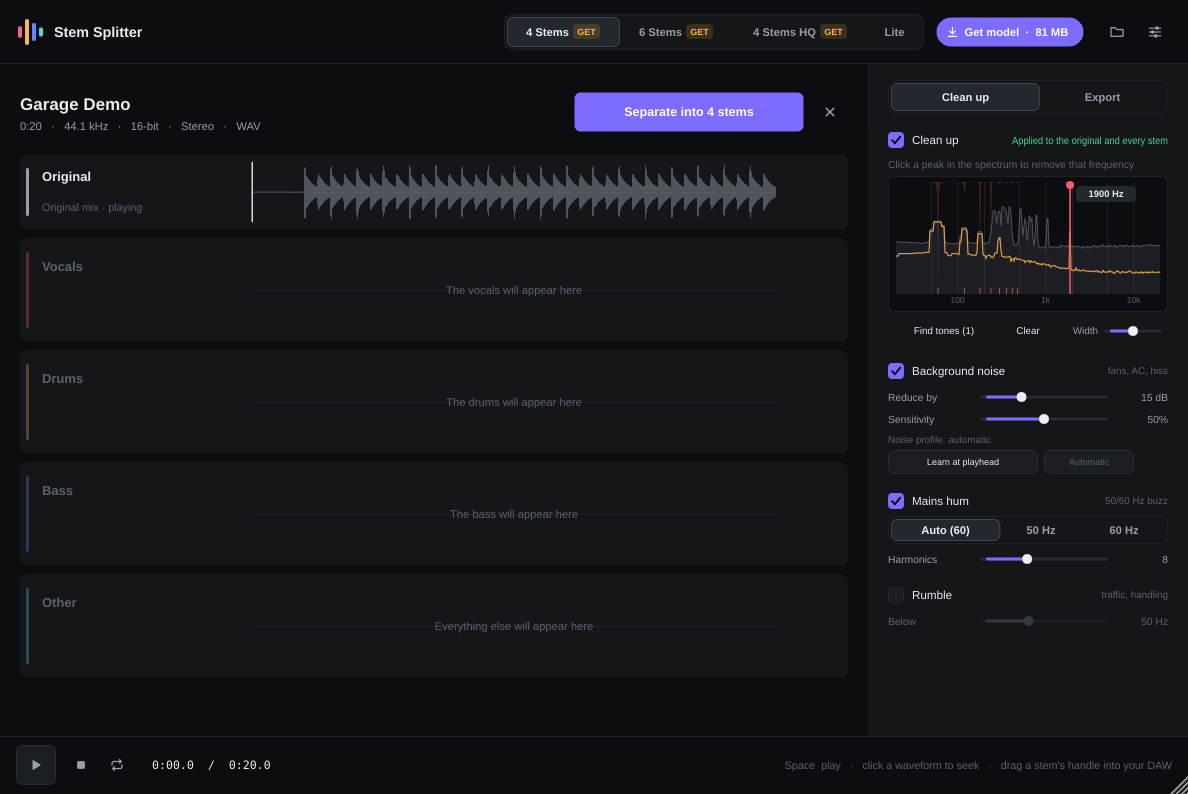 Stem Splitter
4 Stems GET
6 Stems GET
4 Stems HQ GET
Lite
Get model · 81 MB
Garage Demo
0:20 · 44.1 kHz · 16-bit · Stereo · WAV
Separate into 4 stems
Original
Original mix · playing
Vocals
The vocals will appear here
Drums
The drums will appear here
Bass
The bass will appear here
Other
Everything else will appear here
Clean up
Export
Clean up
Applied to the original and every stem
Click a peak in the spectrum to remove that frequency
1900 Hz
100
1k
10k
Find tones (1)
Clear
Width
Background noise
fans, AC, hiss
Reduce by
15 dB
Sensitivity
50%
Noise profile: automatic
Learn at playhead
Automatic
Mains hum
50/60 Hz buzz
Auto (60)
50 Hz
60 Hz
Harmonics
8
Rumble
traffic, handling
Below
50 Hz
0:00.0 / 0:20.0
Space play · click a waveform to seek · drag a stem's handle into your DAW